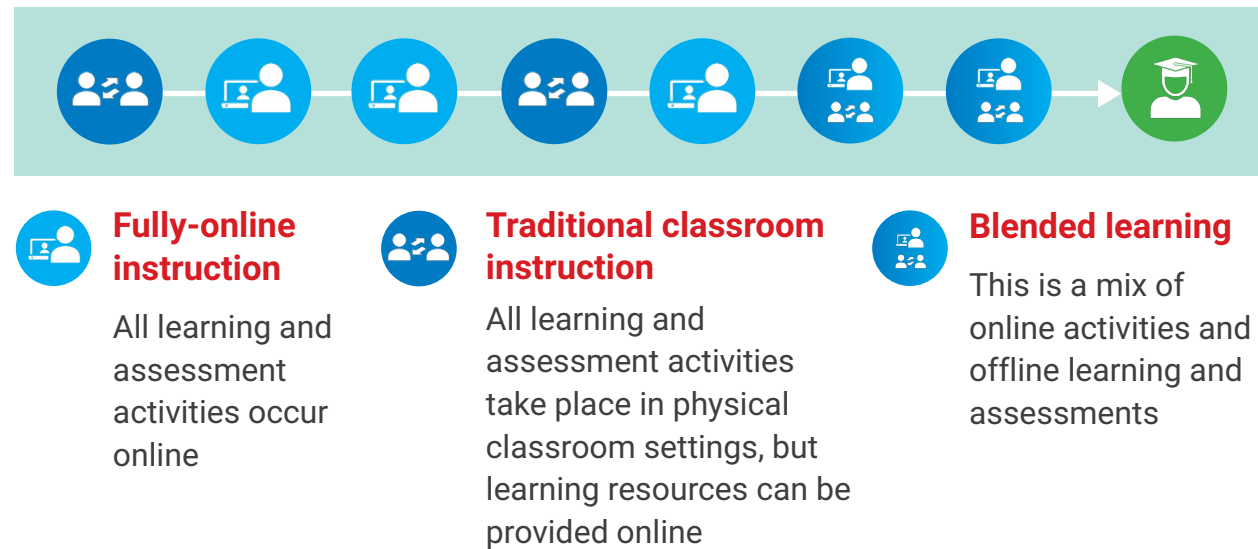 Fully-online
instruction
All learning and
assessment
activities occur
online
Traditional classroom
instruction
All learning and
assessment activities
take place in physical
classroom settings, but
learning resources can be
provided online
Blended learning
This is a mix of
online activities and
offline learning and
assessments